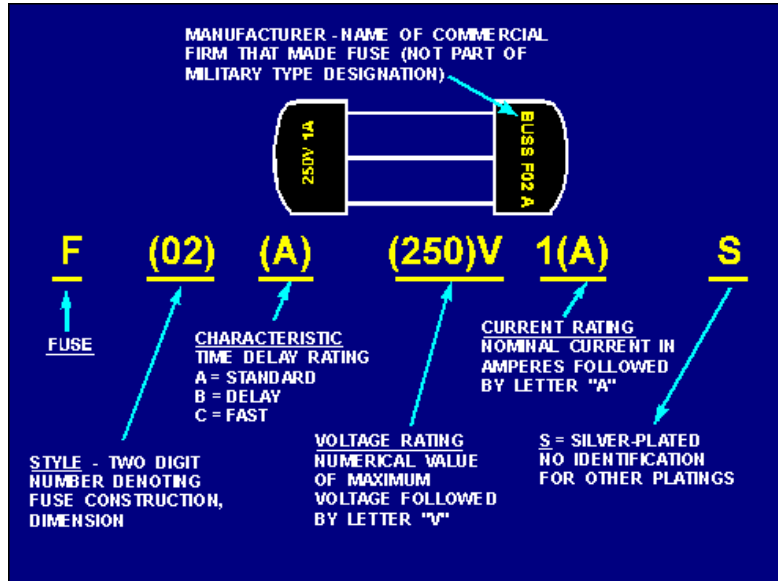 MANUFACTURER - NAME OF COMMERCIAL
FIRM THAT MADE FUSE (NOT PART OF
MILITARY TYPE DESIGNATION)
250V 1A
BUSS F02 A
F (02) (A) (250)V 1(A) S
FUSE
CHARACTERISTIC
TIME DELAY RATING
A = STANDARD
B = DELAY
C = FAST
CURRENT RATING
NOMINAL CURRENT IN
AMPERES FOLLOWED
BY LETTER "A"
STYLE - TWO DIGIT
NUMBER DENOTING
FUSE CONSTRUCTION,
DIMENSION
VOLTAGE RATING
NUMERICAL VALUE
OF MAXIMUM
VOLTAGE FOLLOWED
BY LETTER "V"
S = SILVER-PLATED
NO IDENTIFICATION
FOR OTHER PLATINGS